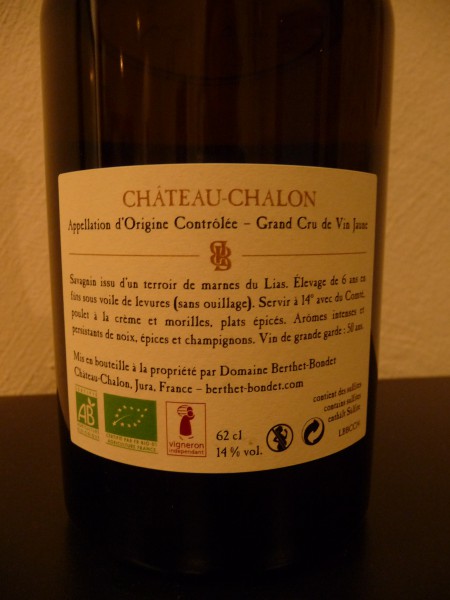 CHÂTEAU-CHALON
Appellation d'Origine Contrôlée - Grand Cru de Vin Jaune
Savagnin issu d'un terroir de marnes du Lias. Élevage de 6 ans en
fûts sous voile de levures (sans ouillage). Servir à 14° avec du Comté,
poulet à la crème et morilles, plats épicés. Arômes intenses et
persistants de noix, épices et champignons. Vin de grande garde : 50 ans.
Mis en bouteille à la propriété par Domaine Berthet-Bondet
Château-Chalon, Jura, France - berthet-bondet.com
AB
vigneron
indépendant
62 cl
14 % vol.
contient des sulfites
contains sulfites
enthält Sulfite